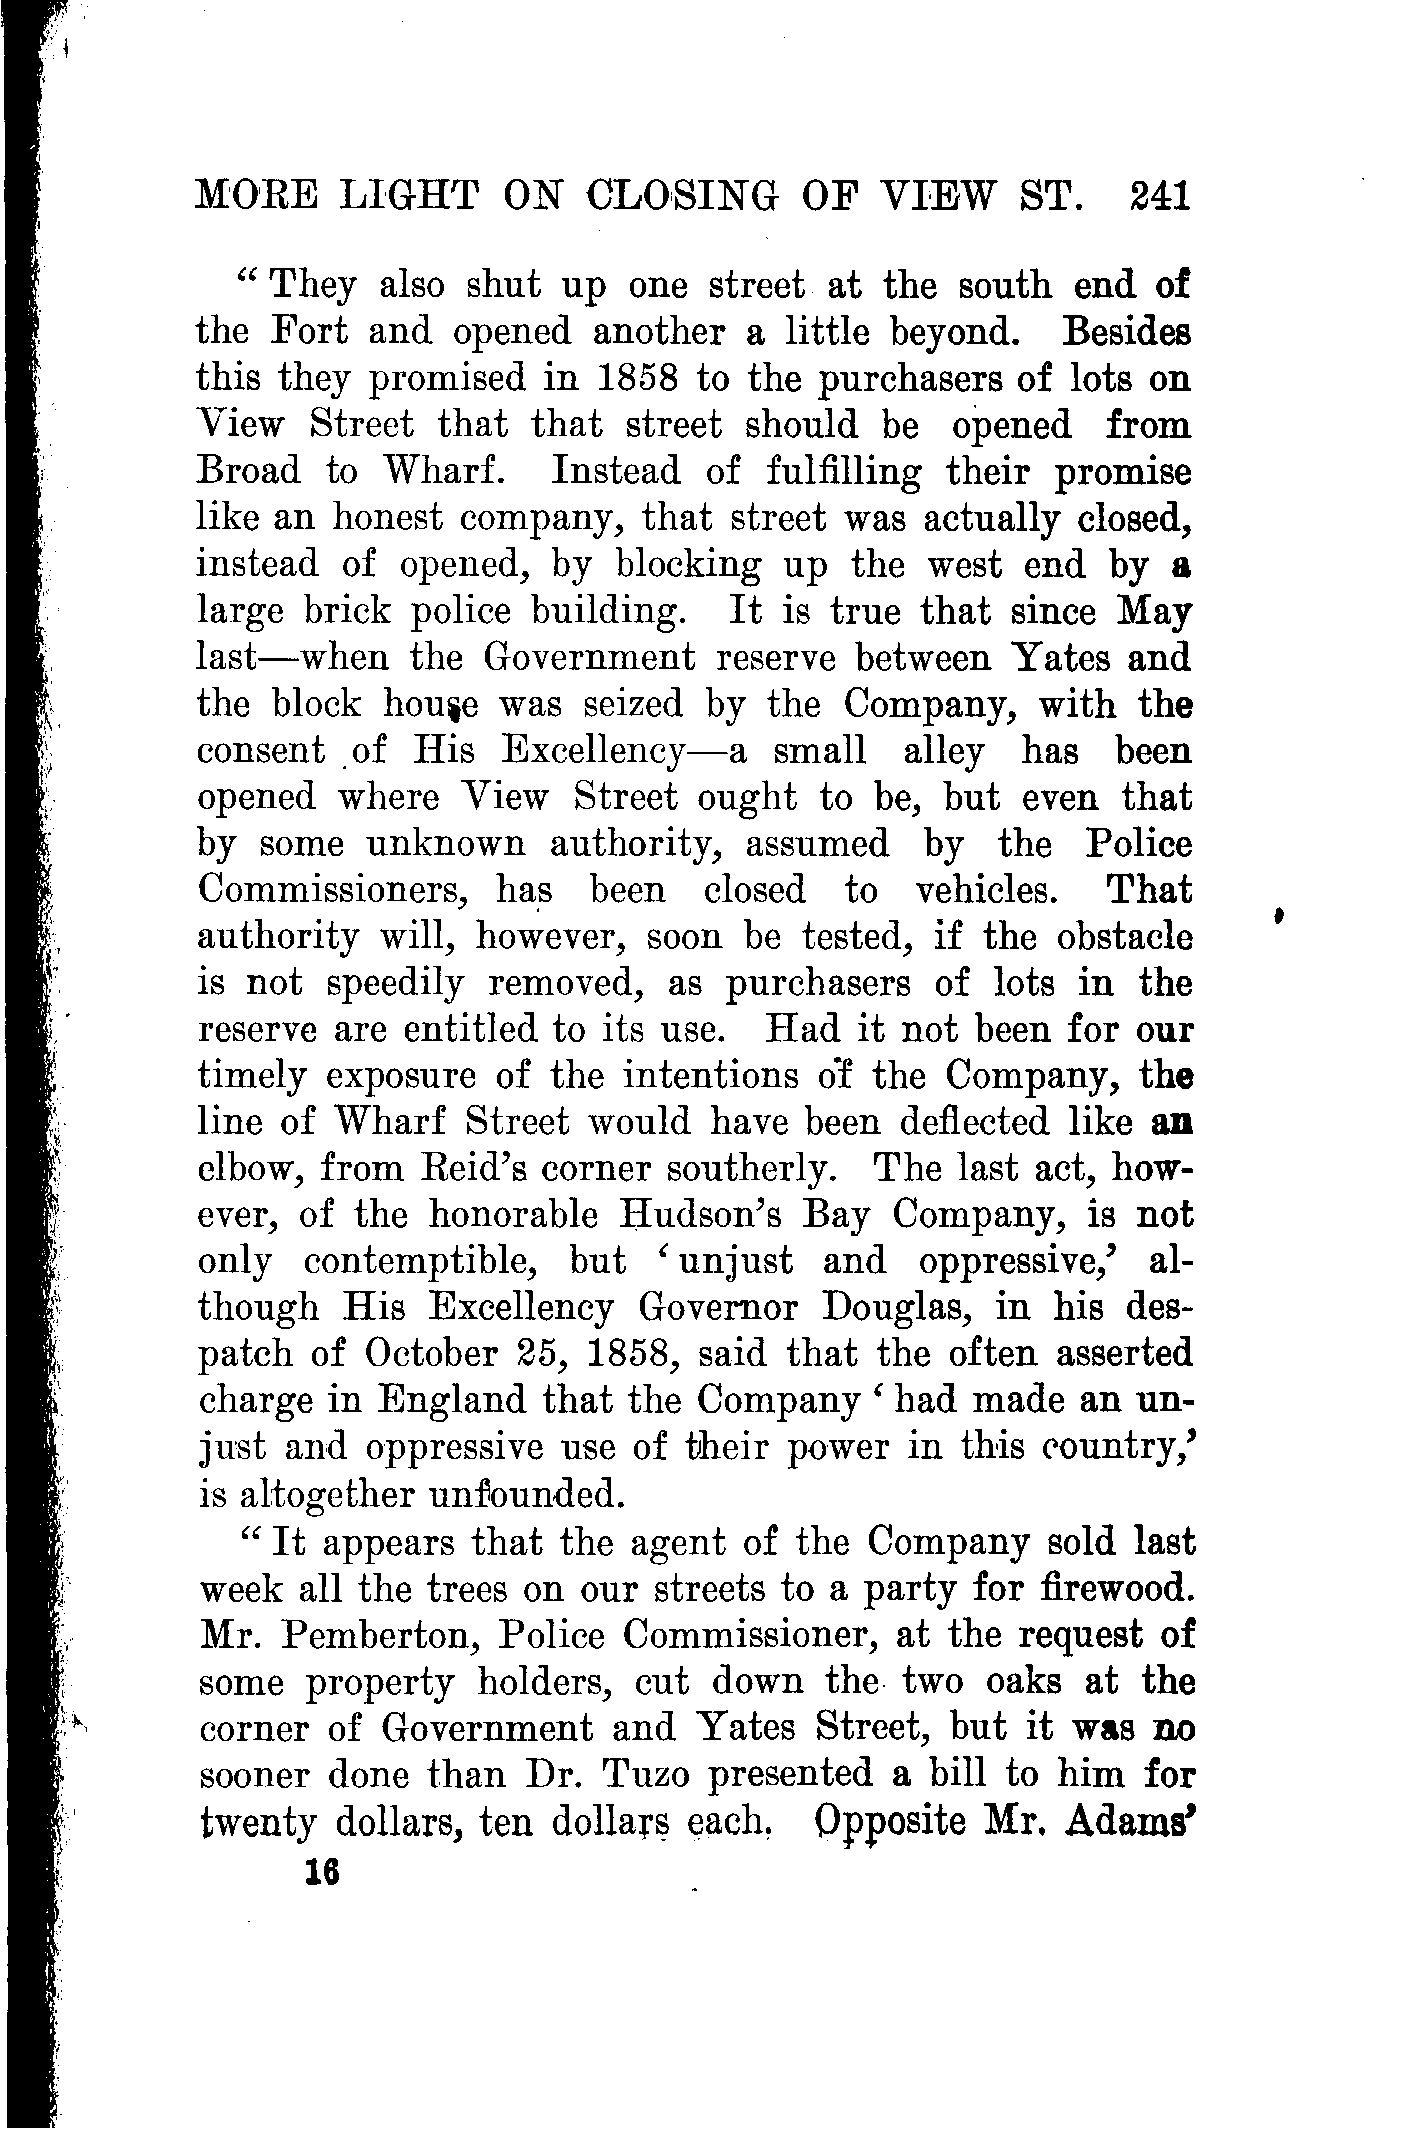 MORE LIGHT ON CLOSING OF VIEW ST. 241
“ They also shut up one street at the south end of
the Fort and opened another a little beyond. Besides
this they promised in 1858 to the purchasers of lots on
View Street that that street should be opened from
Broad to Wharf. Instead of fulfilling their promise
like an honest company, that street was actually closed,
instead of opened, by blocking up the west end by a
large brick police building. It is true that since May
last—when the Government reserve between Yates and
the block house was seized by the Company, with the
consent of His Excellency—a small alley has been
opened where View Street ought to be, but even that
by some unknown authority, assumed by the Police
Commissioners, has been closed to vehicles. That
authority will, however, soon be tested, if the obstacle
is not speedily removed, as purchasers of lots in the
reserve are entitled to its use. Had it not been for our
timely exposure of the intentions of the Company, the
line of Wharf Street would have been deflected like an
elbow, from Reid’s corner southerly. The last act, how-
ever, of the honorable Hudson’s Bay Company, is not
only contemptible, but ‘ unjust and oppressive,’ al-
though His Excellency Governor Douglas, in his des-
patch of October 25, 1858, said that the often asserted
charge in England that the Company ‘ had made an un-
just and oppressive use of their power in this country,’
is altogether unfounded.
“ It appears that the agent of the Company sold last
week all the trees on our streets to a party for firewood.
Mr. Pemberton, Police Commissioner, at the request of
some property holders, cut down the two oaks at the
corner of Government and Yates Street, but it was no
sooner done than Dr. Tuzo presented a bill to him for
twenty dollars, ten dollars each. Opposite Mr. Adams’
16